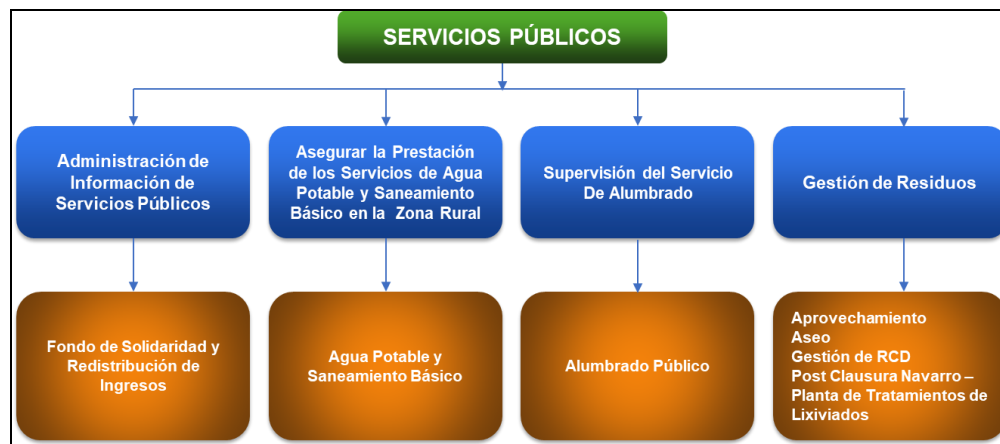 SERVICIOS PÚBLICOS
Administración de
Información de
Servicios Públicos
Asegurar la Prestación
de los Servicios de Agua
Potable y Saneamiento
Básico en la Zona Rural
Supervisión del Servicio
De Alumbrado
Gestión de Residuos
Fondo de Solidaridad y
Redistribución de
Ingresos
Agua Potable y
Saneamiento Básico
Alumbrado Público
Aprovechamiento
Aseo
Gestión de RCD
Post Clausura Navarro –
Planta de Tratamientos de
Lixiviados